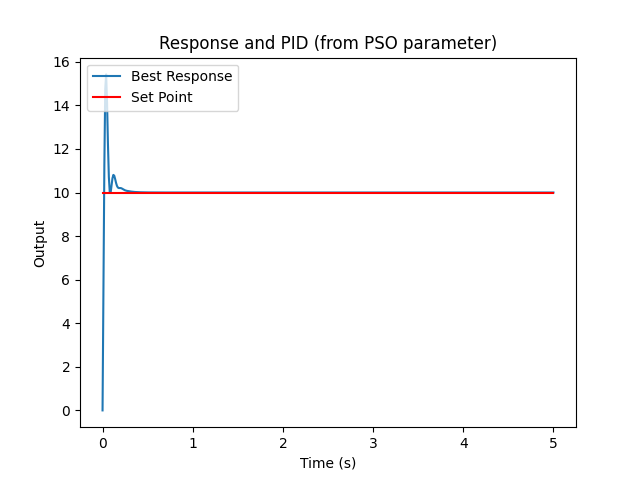 Response and PID (from PSO parameter)
Best Response
Set Point
16
14
12
10
8
6
4
2
0
Output
0 1 2 3 4 5
Time (s)